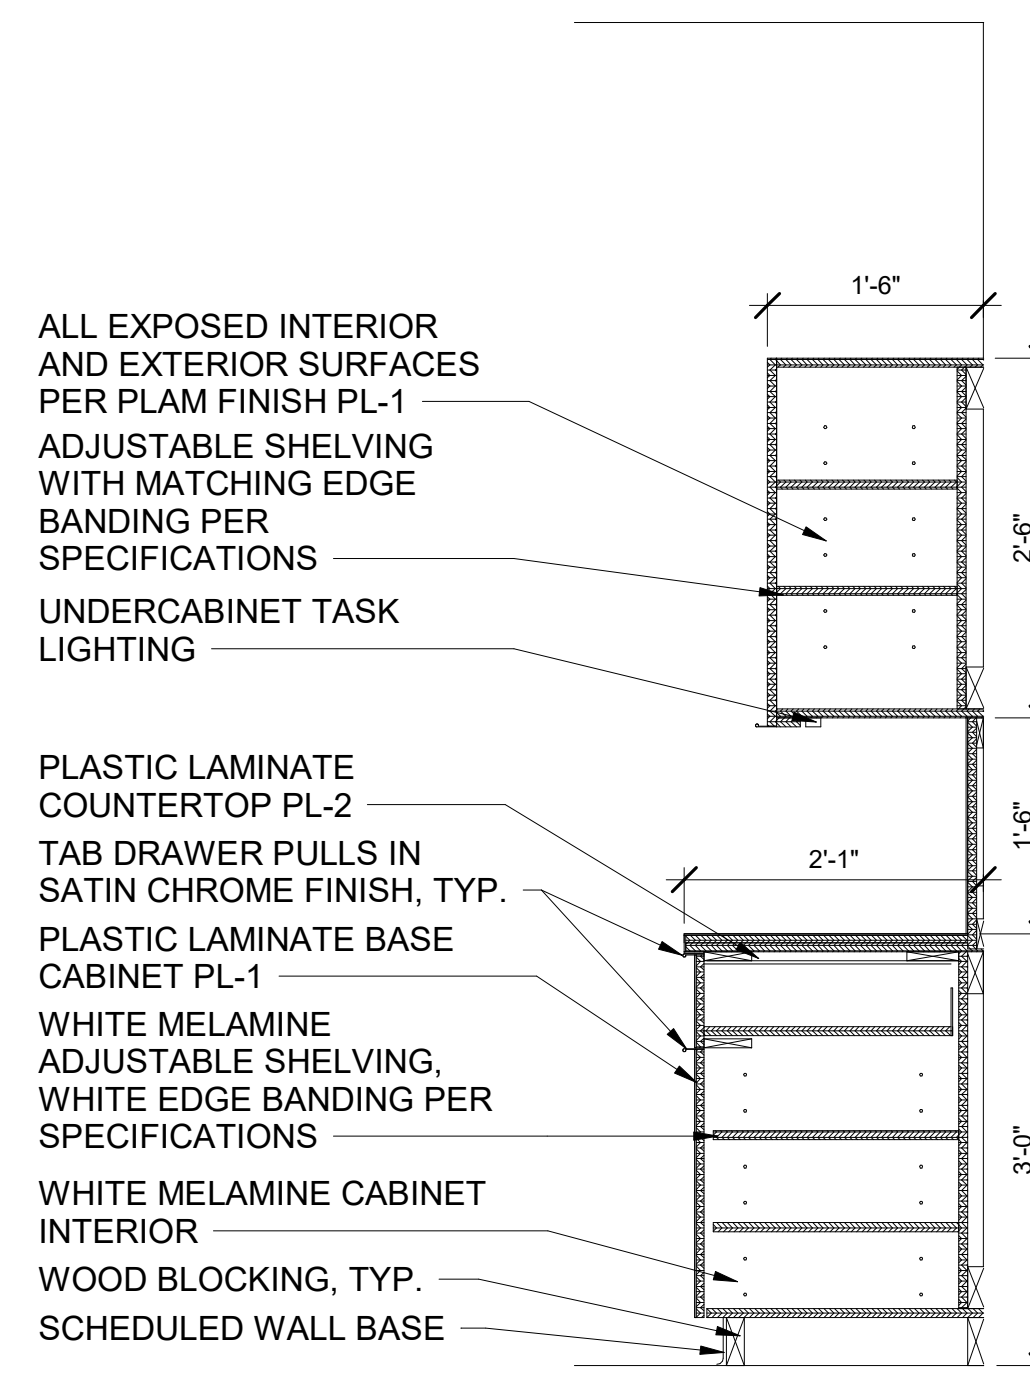 1'-6"
ALL EXPOSED INTERIOR
AND EXTERIOR SURFACES
PER PLAM FINISH PL-1
ADJUSTABLE SHELVING
WITH MATCHING EDGE
BANDING PER
SPECIFICATIONS
2'-6"
UNDERCABINET TASK
LIGHTING
PLASTIC LAMINATE
COUNTERTOP PL-2
1'-6"
TAB DRAWER PULLS IN
SATIN CHROME FINISH, TYP.
2'-1"
PLASTIC LAMINATE BASE
CABINET PL-1
WHITE MELAMINE
ADJUSTABLE SHELVING,
WHITE EDGE BANDING PER
SPECIFICATIONS
3'-0"
WHITE MELAMINE CABINET
INTERIOR
WOOD BLOCKING, TYP.
SCHEDULED WALL BASE